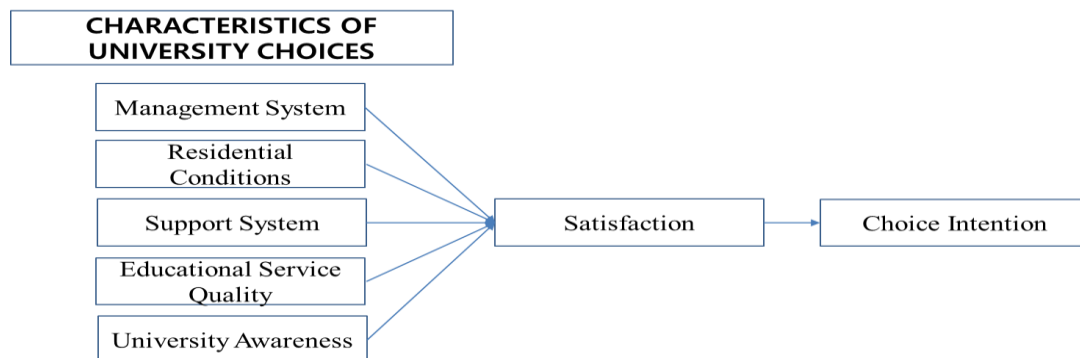 CHARACTERISTICS OF
UNIVERSITY CHOICES
Management System
Residential
Conditions
Support System
Satisfaction
Choice Intention
Educational Service
Quality
University Awareness